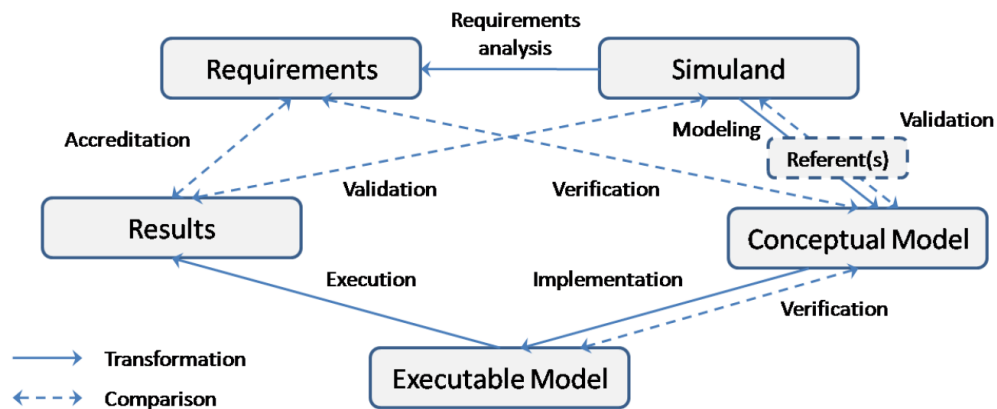 Requirements
analysis
Requirements
Simuland
Accreditation
Modeling
Validation
Referent(s)
Validation
Verification
Results
Conceptual Model
Execution
Implementation
Verification
Transformation
Executable Model
Comparison